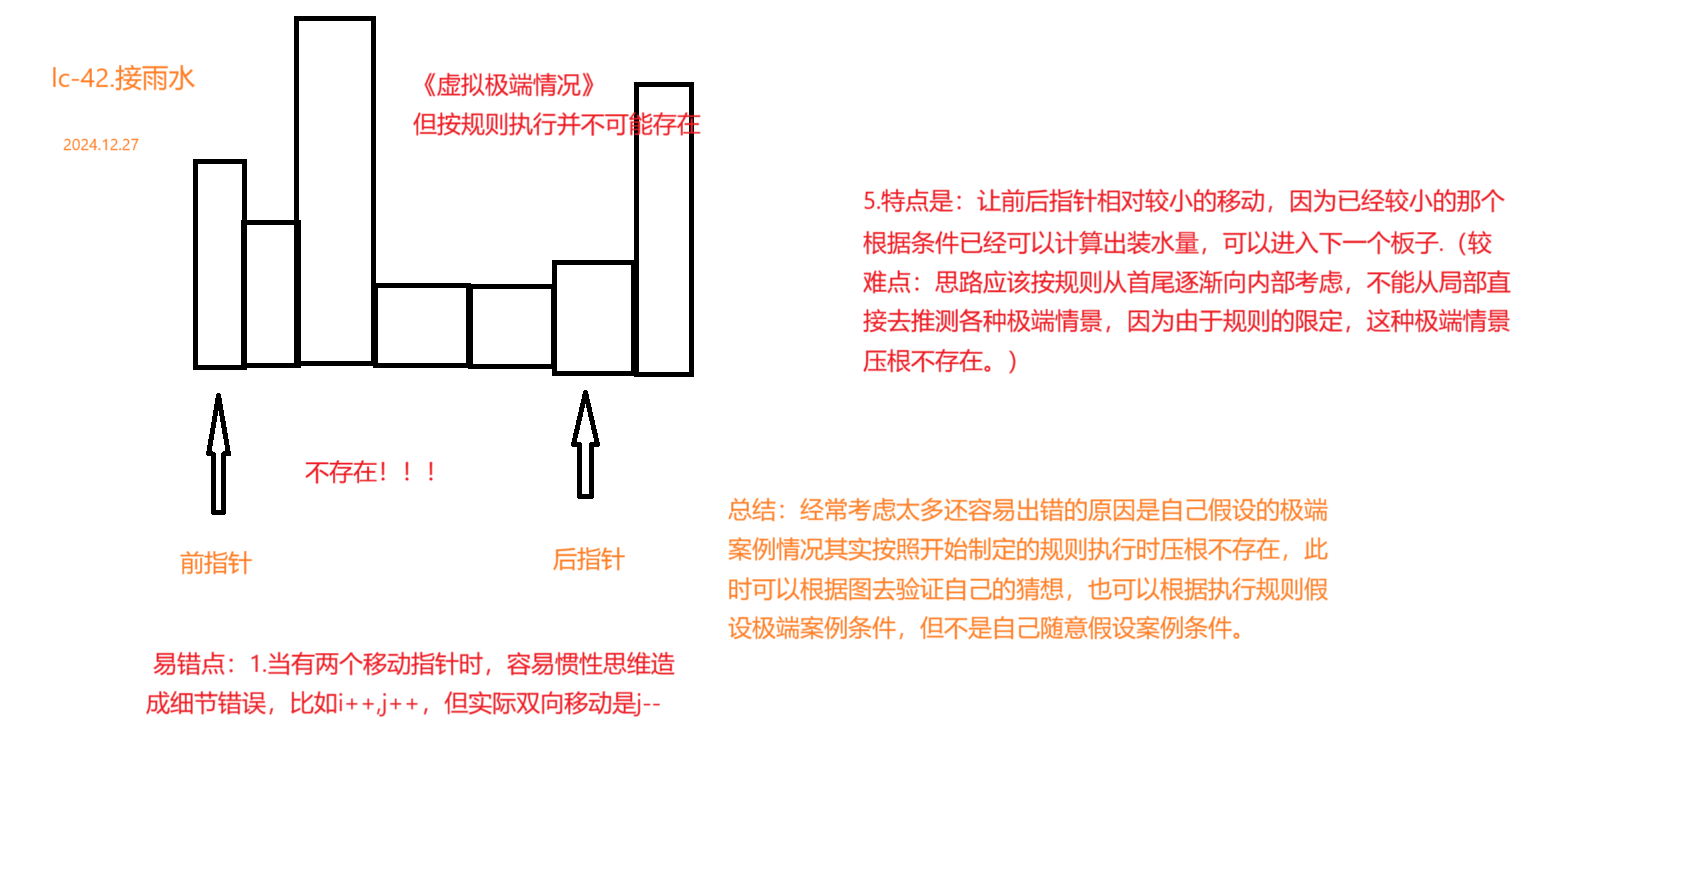 lc-42.接雨水
2024.12.27
《虚拟极端情况》
但按规则执行并不可能存在
5.特点是：让前后指针相对较小的移动，因为已经较小的那个
根据条件已经可以计算出装水量，可以进入下一个板子.（较
难点：思路应该按规则从首尾逐渐向内部考虑，不能从局部直
接去推测各种极端情景，因为由于规则的限定，这种极端情景
压根不存在。）
不存在！！！
前指针
后指针
总结：经常考虑太多还容易出错的原因是自己假设的极端
案例情况其实按照开始制定的规则执行时压根不存在，此
时可以根据图去验证自己的猜想，也可以根据执行规则假
设极端案例条件，但不是自己随意假设案例条件。
易错点：1.当有两个移动指针时，容易惯性思维造
成细节错误，比如i++,j++，但实际双向移动是j--